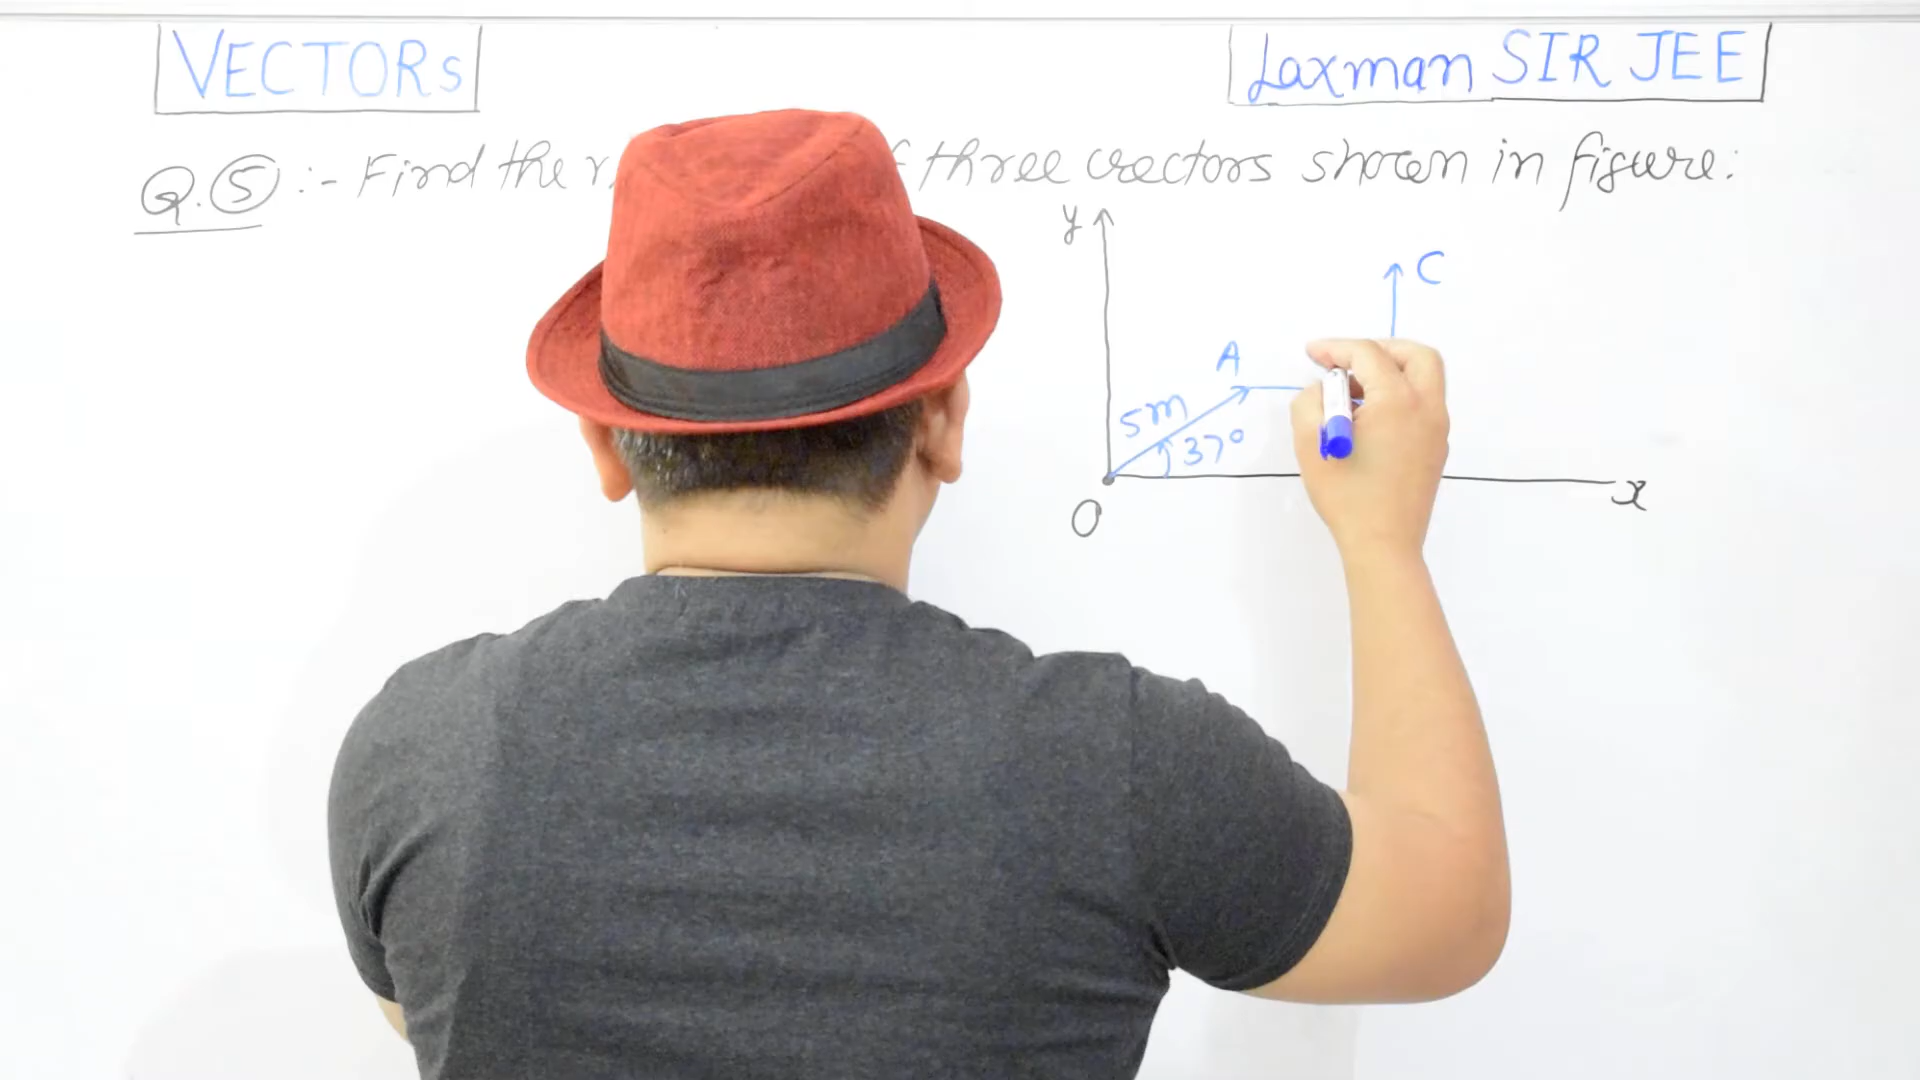 VECTORs
Laxman SIR JEE
Q.5 :- Find the three vectors shown in figure:
y
C
A
5m
37°
x
O